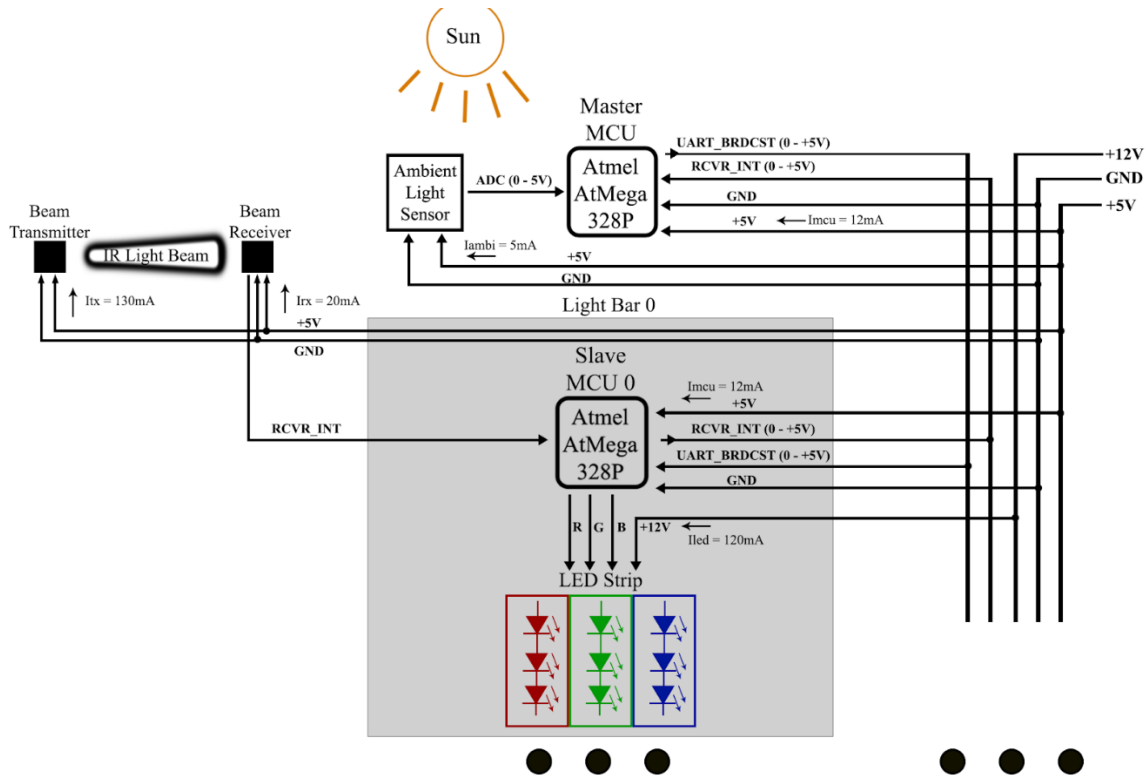 Sun
Master
MCU
Atmel
AtMega
328P
UART_BRDCST (0 - +5V)
RCVR_INT (0 - +5V)
GND
+5V
Imcu = 12mA
+12V
GND
+5V
Ambient
Light
Sensor
ADC (0 - 5V)
Iambi = 5mA
+5V
GND
Beam
Transmitter
IR Light Beam
Beam
Receiver
Itx = 130mA
Irx = 20mA
+5V
GND
Light Bar 0
Slave
MCU 0
Atmel
AtMega
328P
Imcu = 12mA
+5V
RCVR_INT (0 - +5V)
UART_BRDCST (0 - +5V)
GND
RCVR_INT
R
G
B
+12V
Iled = 120mA
LED Strip